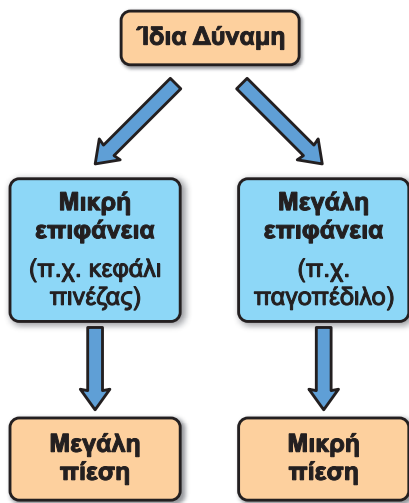 Ίδια Δύναμη
Μικρή
επιφάνεια
(π.χ. κεφάλι
πινέζας)
Μεγάλη
επιφάνεια
(π.χ.
παγοπέδιλο)
Μεγάλη
πίεση
Μικρή
πίεση